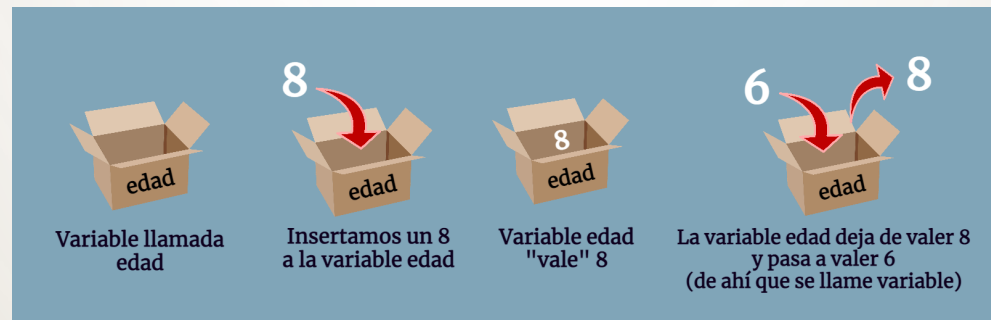 edad
Variable llamada
edad
8
edad
Insertamos un 8
a la variable edad
8
edad
Variable edad
"vale" 8
6
8
edad
La variable edad deja de valer 8
y pasa a valer 6
(de ahí que se llame variable)